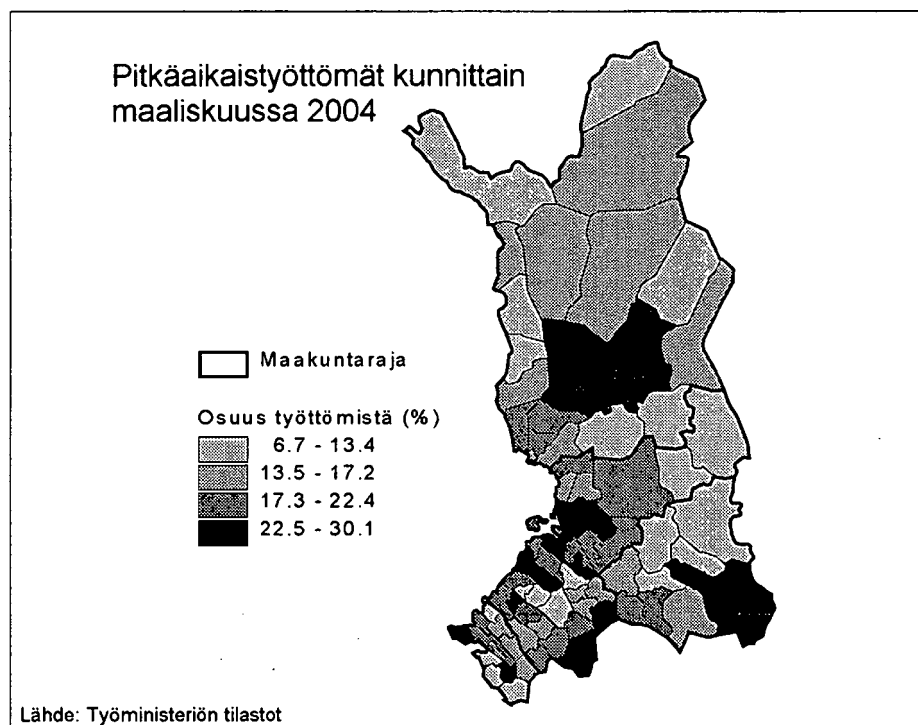 Pitkäaikaistyöttömät kunnittain
maaliskuussa 2004
Maakuntaraja
Osuus työttömistä (%)
6.7 - 13.4
13.5 - 17.2
17.3 - 22.4
22.5 - 30.1
Lähde: Työministeriön tilastot